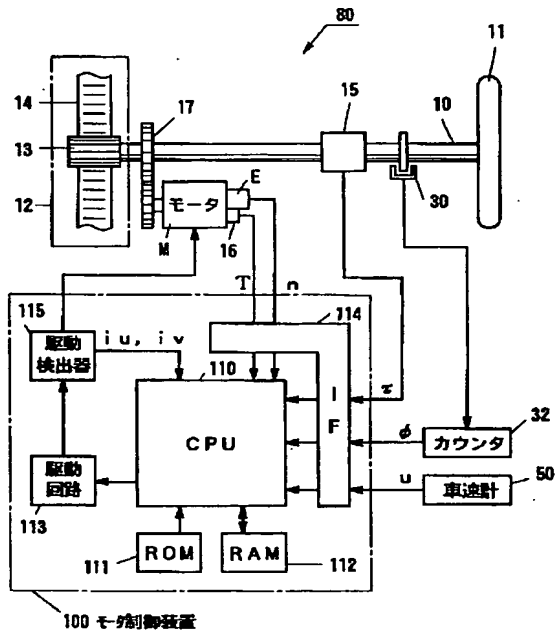 80
11
14
17
15
10
13
12
30
E
モータ
16
M
T
n
115
114
駆動
検出器
iu, iv
110
I
F
τ
CPU
φ
カウンタ
32
駆動
回路
u
車速計
50
113
ROM
RAM
111
112
100 モータ制御装置